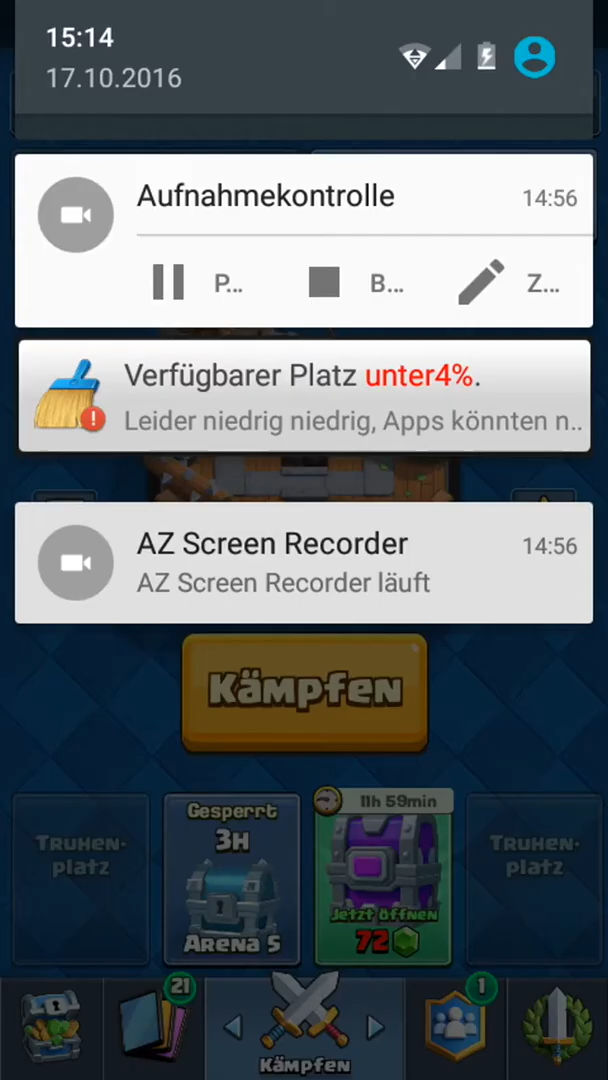 15:14
17.10.2016
Aufnahmekontrolle
14:56
P...
B...
Z...
Verfügbarer Platz unter4%.
Leider niedrig niedrig, Apps könnten n..
AZ Screen Recorder
14:56
AZ Screen Recorder läuft
Kämpfen
11h 59min
Truhen-
platz
Gesperrt
3H
Arena 5
Jetzt öffnen
72
Truhen-
platz
21
1
Kämpfen